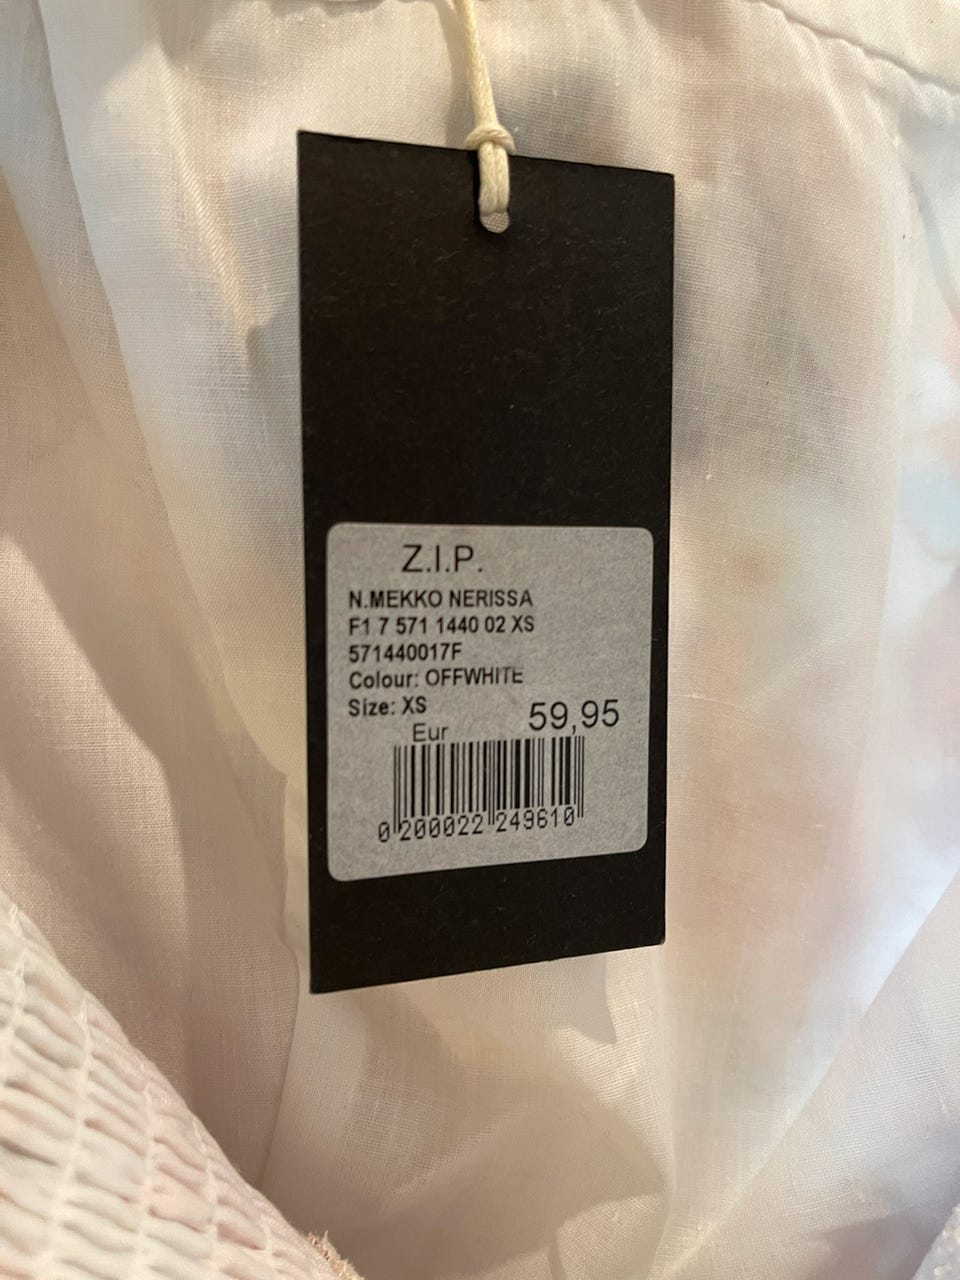 Z.I.P.
N.MEKKO NERISSA
F1 7 571 1440 02 XS
571440017F
Colour: OFFWHITE
Size: XS
Eur 59,95
0 200022 249610